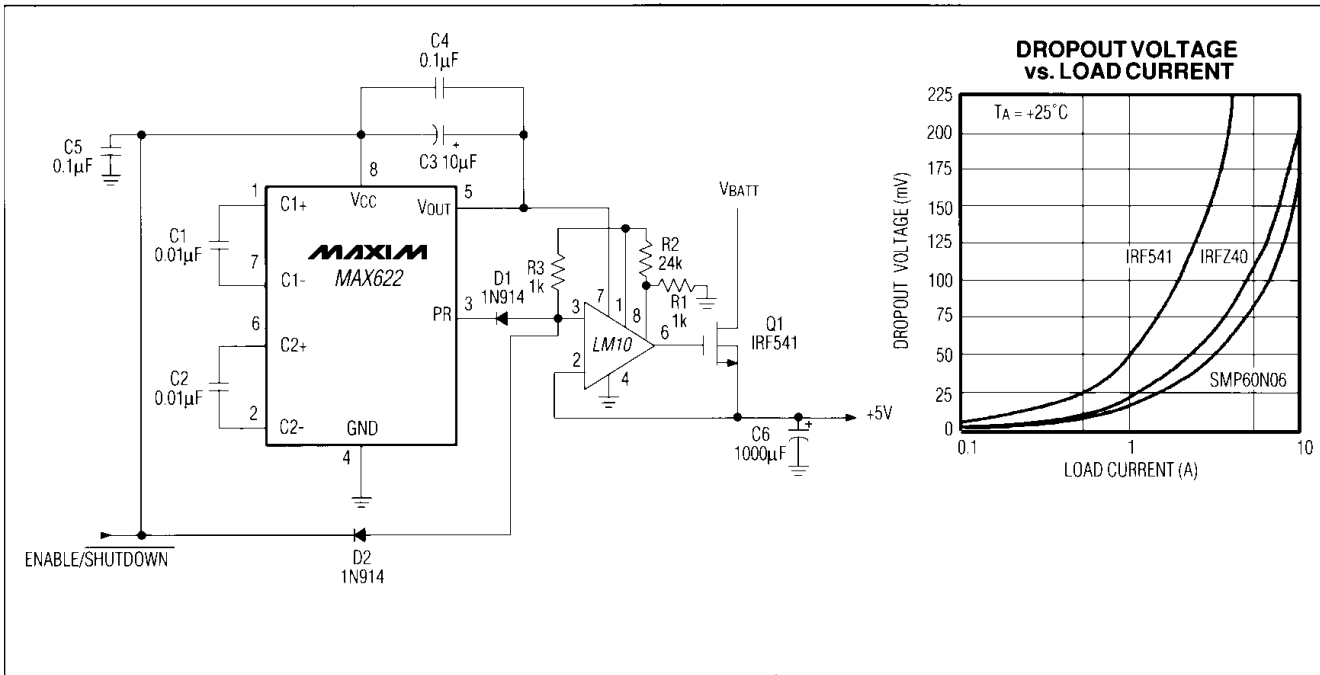 C4
0.1µF
C5
0.1µF
C3 10µF
+
8
1
5
C1+
VCC
VOUT
C1
0.01µF
7
C1-
MAXIM
MAX622
6
C2+
PR
3
C2
0.01µF
2
C2-
GND
4
D1
1N914
R3
1k
R2
24k
R1
1k
7
1
8
3
2
6
4
LM10
VBATT
Q1
IRF541
+5V
C6
1000µF
+
ENABLE/SHUTDOWN
D2
1N914
DROPOUT VOLTAGE
vs. LOAD CURRENT
TA = +25°C
225
200
175
150
125
100
75
50
25
0
DROPOUT VOLTAGE (mV)
IRF541
IRFZ40
SMP60N06
0.1
1
10
LOAD CURRENT (A)